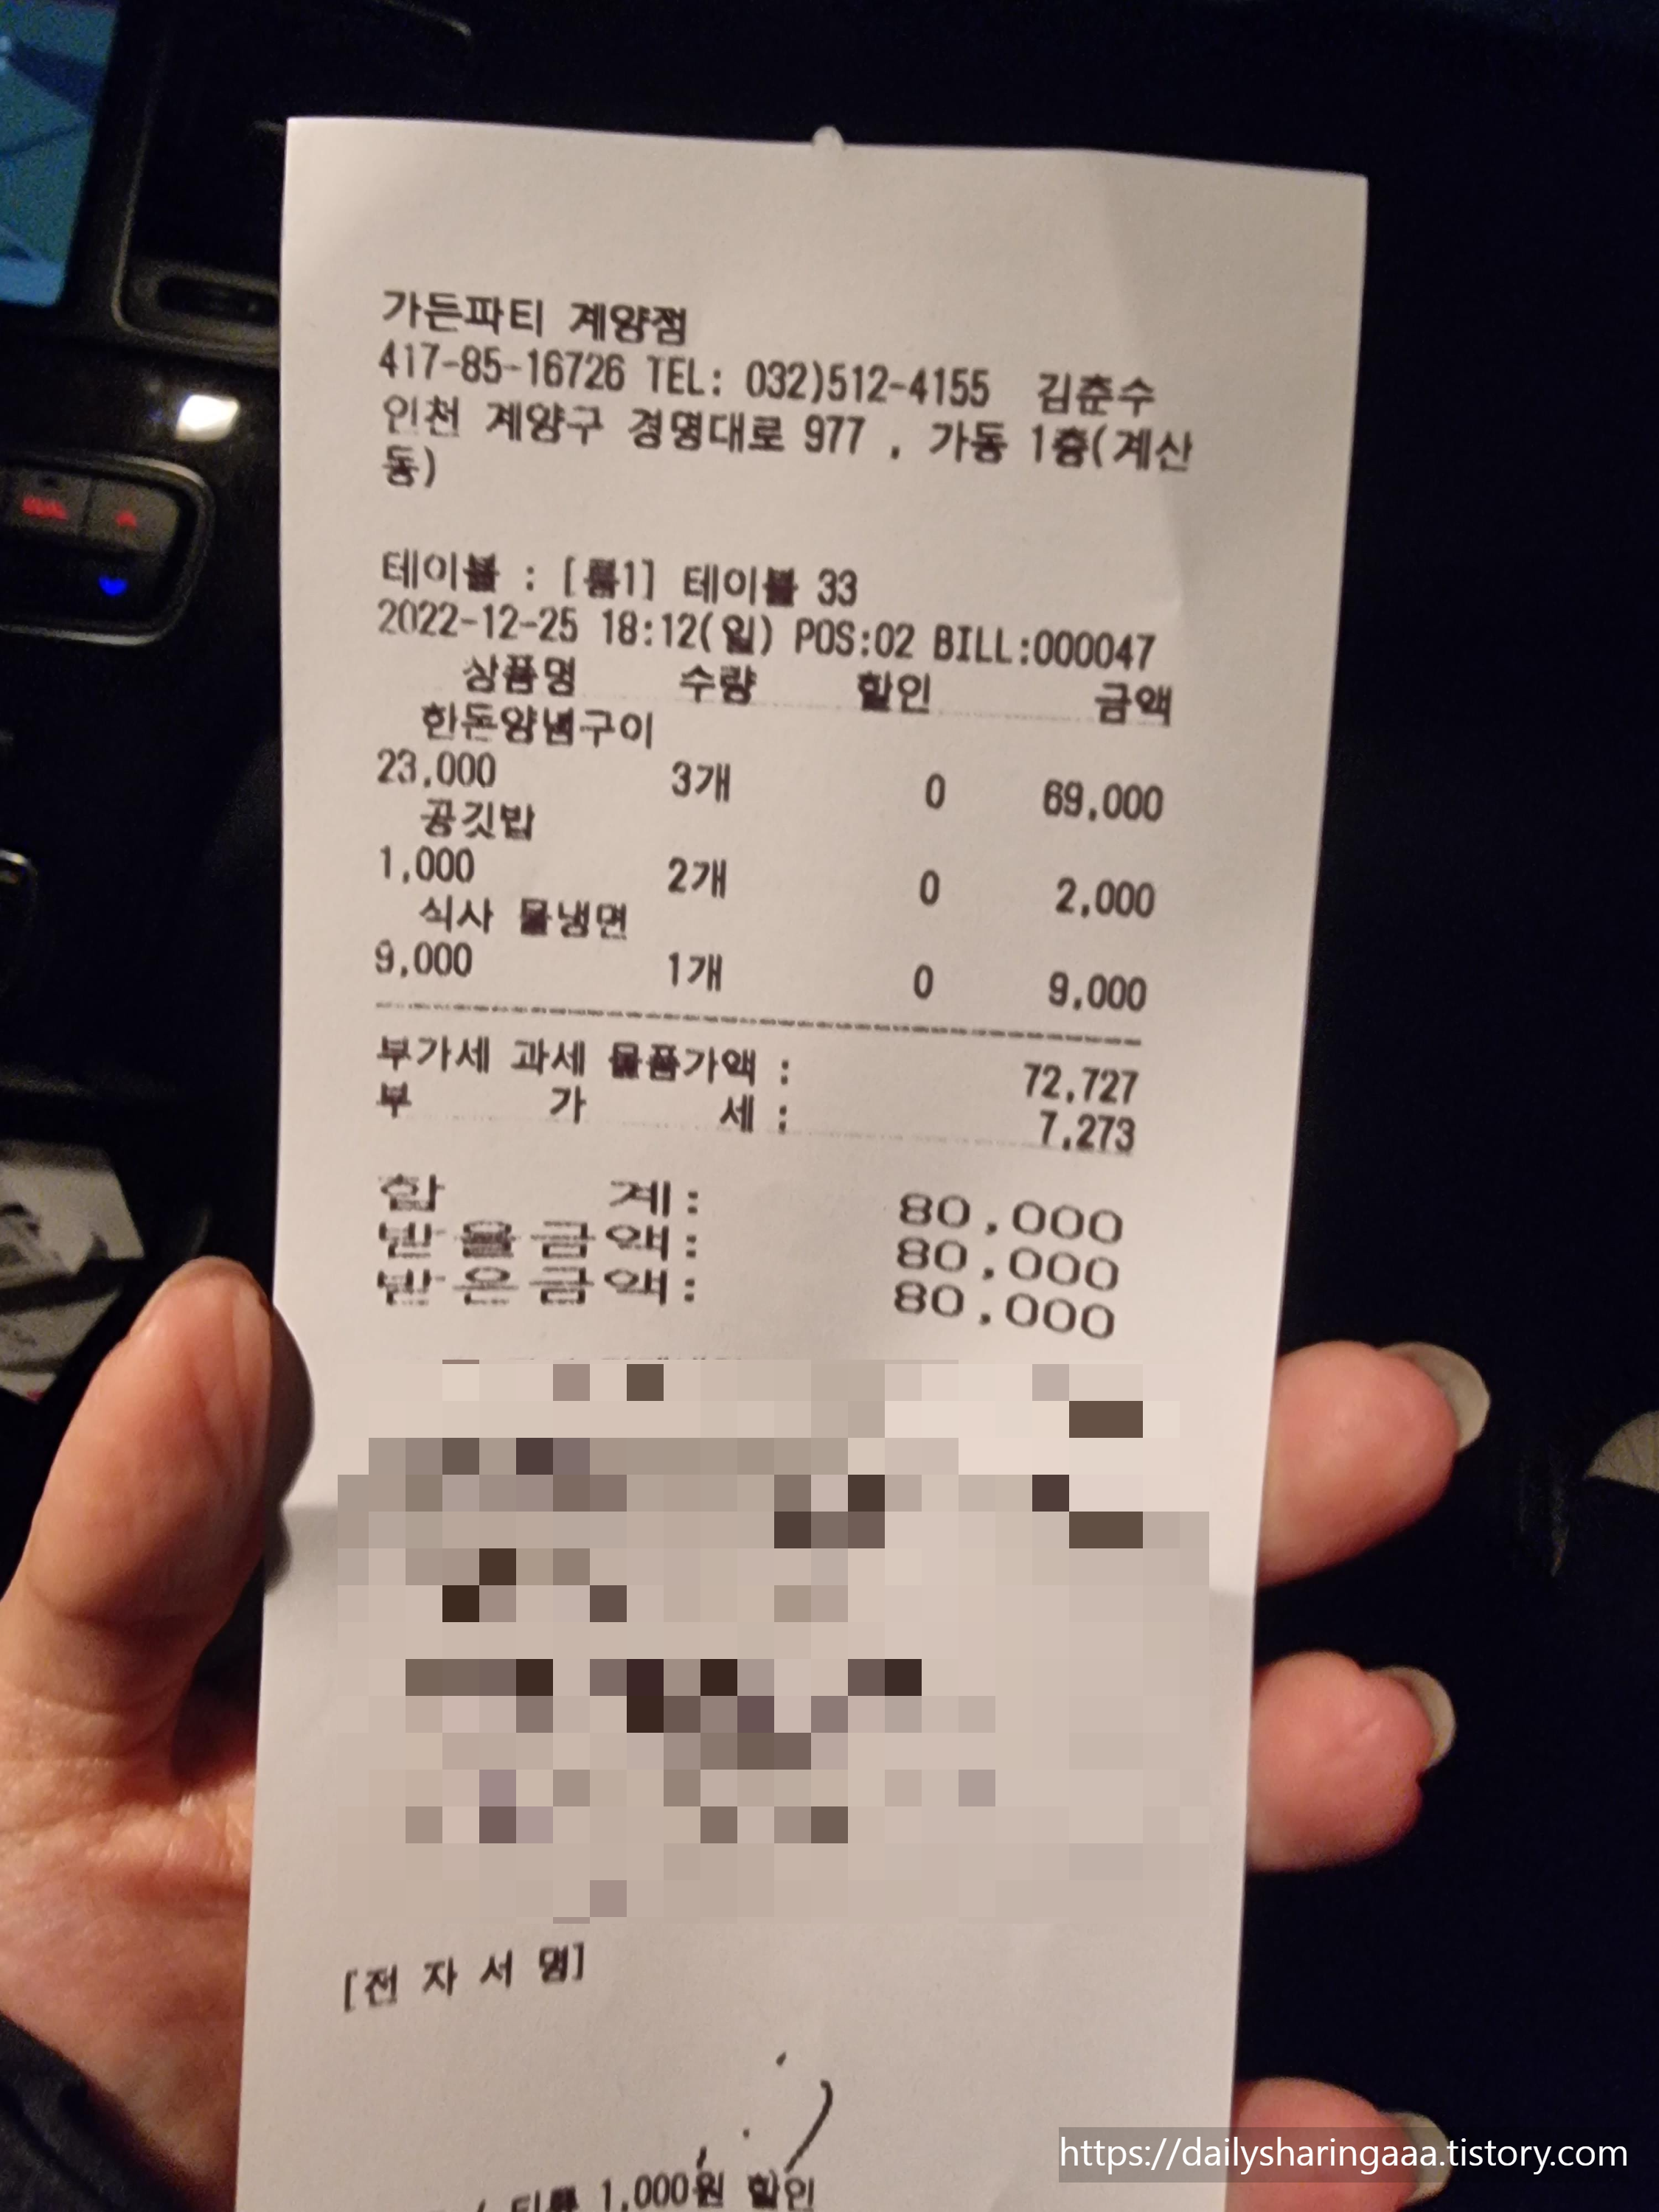 가든파티 계양점
417-85-16726 TEL: 032)512-4155 김춘수
인천 계양구 경명대로 977 , 가동 1층(계산
동)
테이블 : [룸1] 테이블 33
2022-12-25 18:12(일) POS:02 BILL:000047
상품명 수량 할인 금액
한돈양념구이
23,000 3개 0 69,000
공깃밥
1,000 2개 0 2,000
식사 물냉면
9,000 1개 0 9,000
부가세 과세 물품가액 : 72,727
부 가 세 : 7,273
합 계: 80,000
받을금액: 80,000
받은금액: 80,000
[전 자 서 명]
1,000원 할인
https://dailysharingaaa.tistory.com